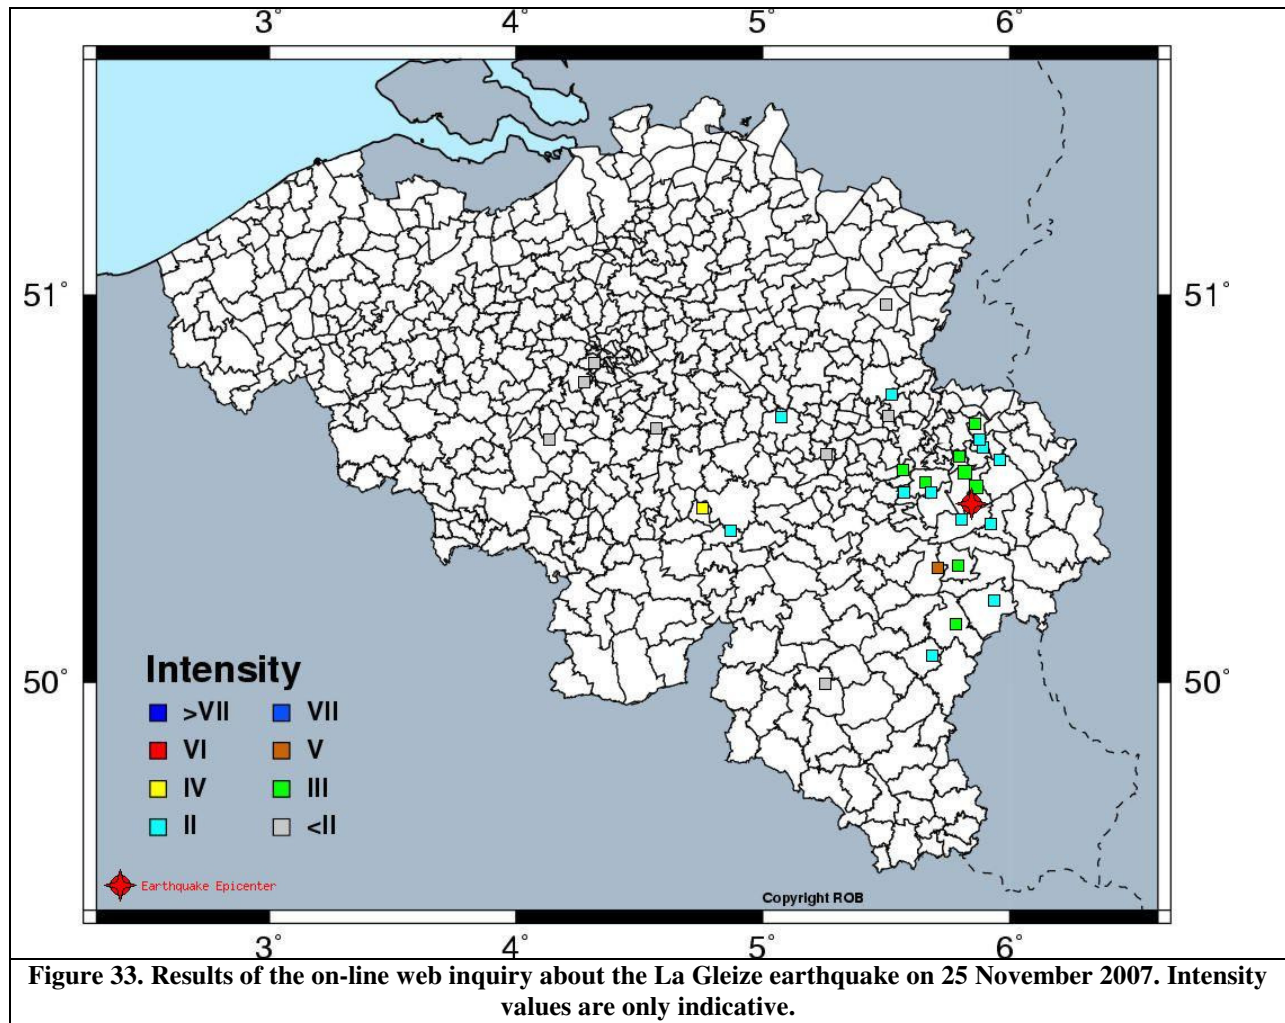 3° 4° 5° 6°
51° 51°
50° 50°
Intensity
>VII VII
VI V
IV III
II <II
Earthquake Epicenter
Copyright ROB
3° 4° 5° 6°
Figure 33. Results of the on-line web inquiry about the La Gleize earthquake on 25 November 2007. Intensity
values are only indicative.